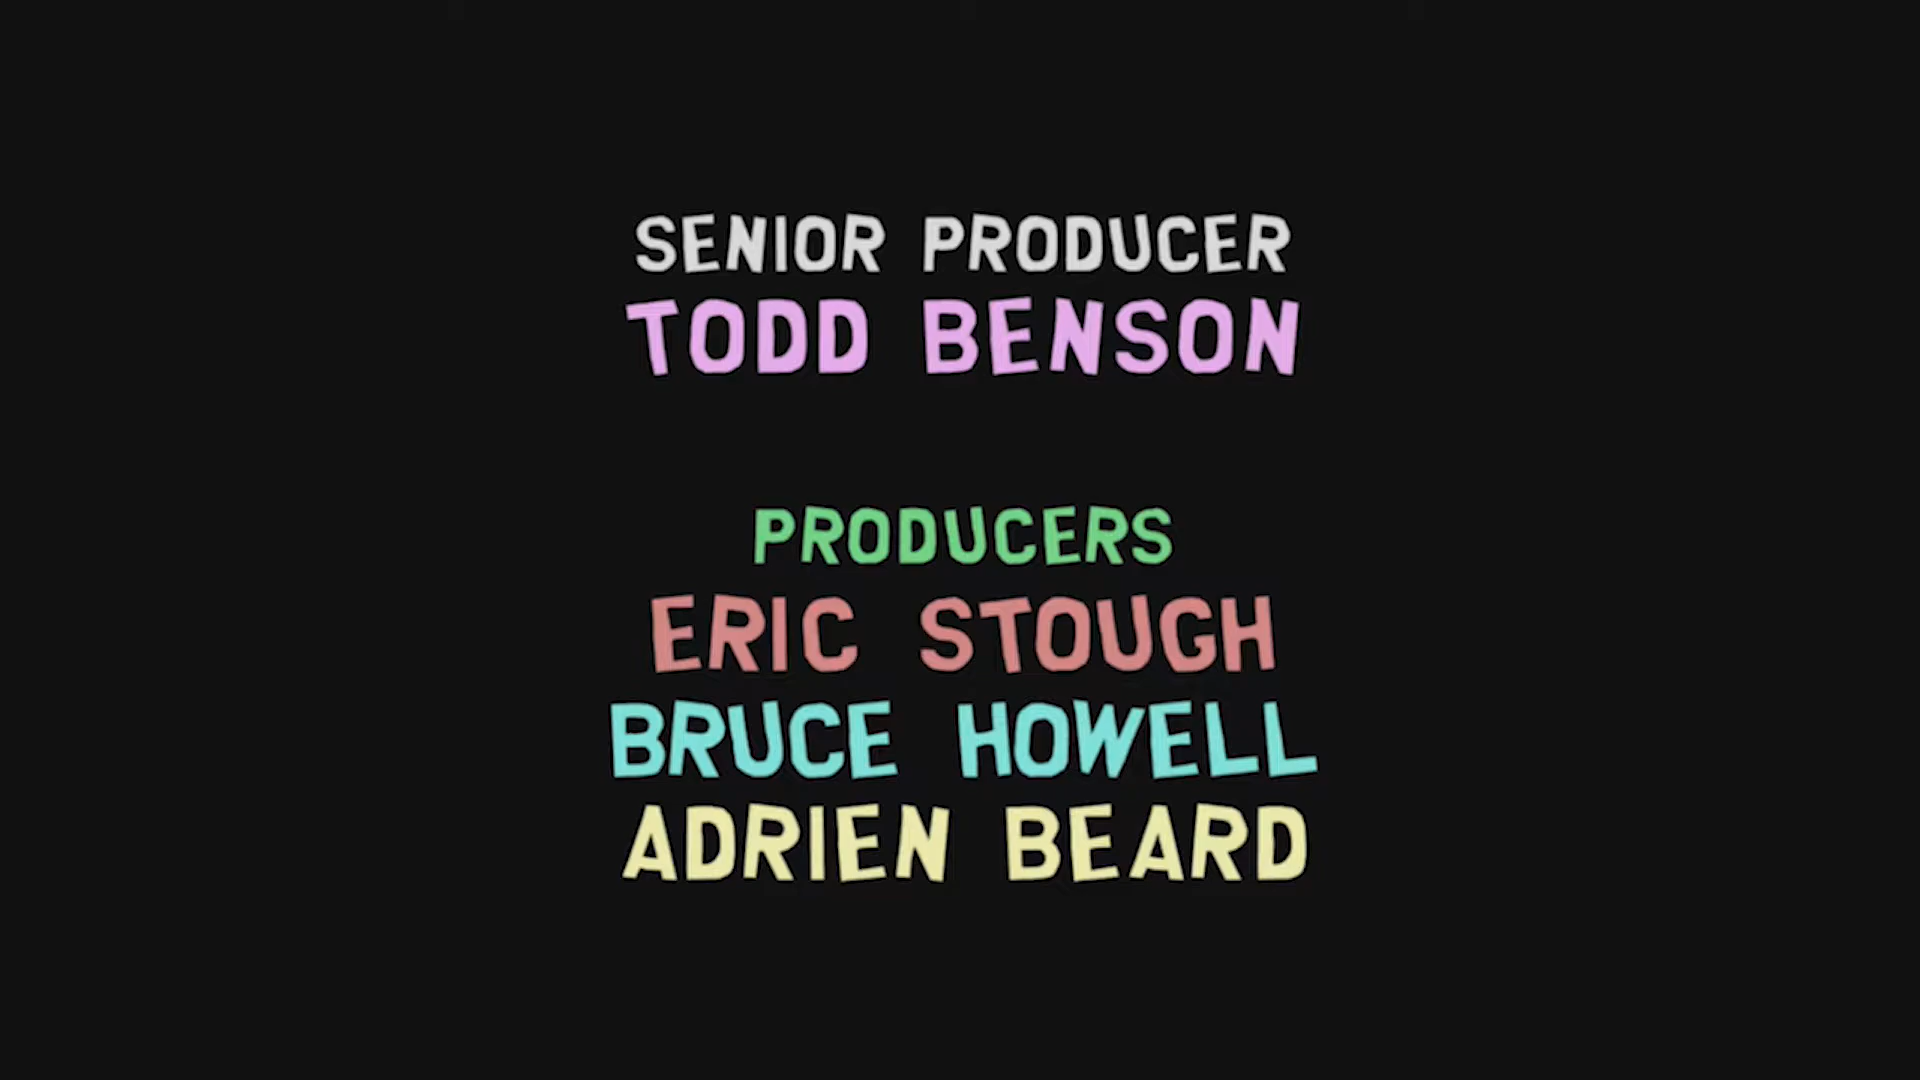 SENIOR PRODUCER
TODD BENSON
PRODUCERS
ERIC STOUGH
BRUCE HOWELL
ADRIEN BEARD